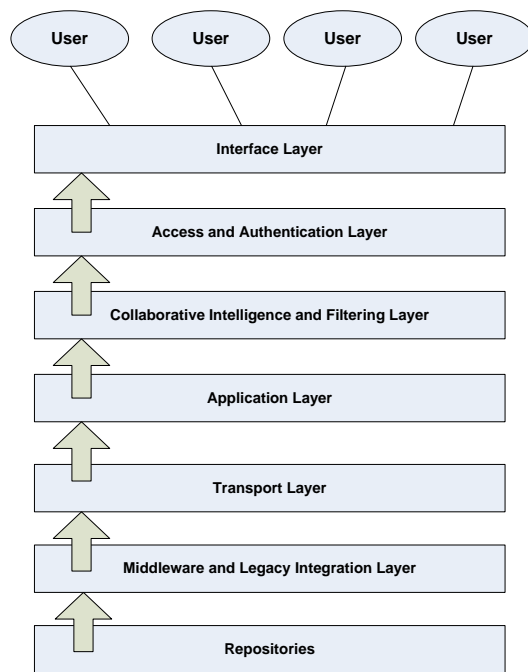 User
User
User
User
Interface Layer
Access and Authentication Layer
Collaborative Intelligence and Filtering Layer
Application Layer
Transport Layer
Middleware and Legacy Integration Layer
Repositories